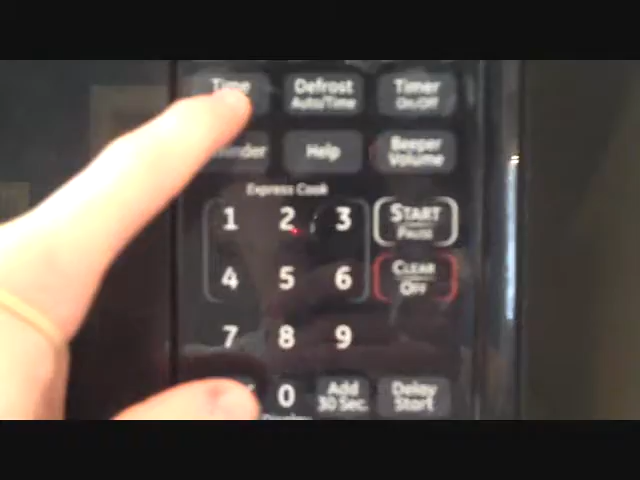 Time
Defrost
Auto/Time
Timer
On/Off
Help
Beeper
Volume
Express Cook
1 2 3
START
PAUSE
4 5 6
CLEAR
OFF
7 8 9
0
Add
30 Sec.
Delay
Start
Display